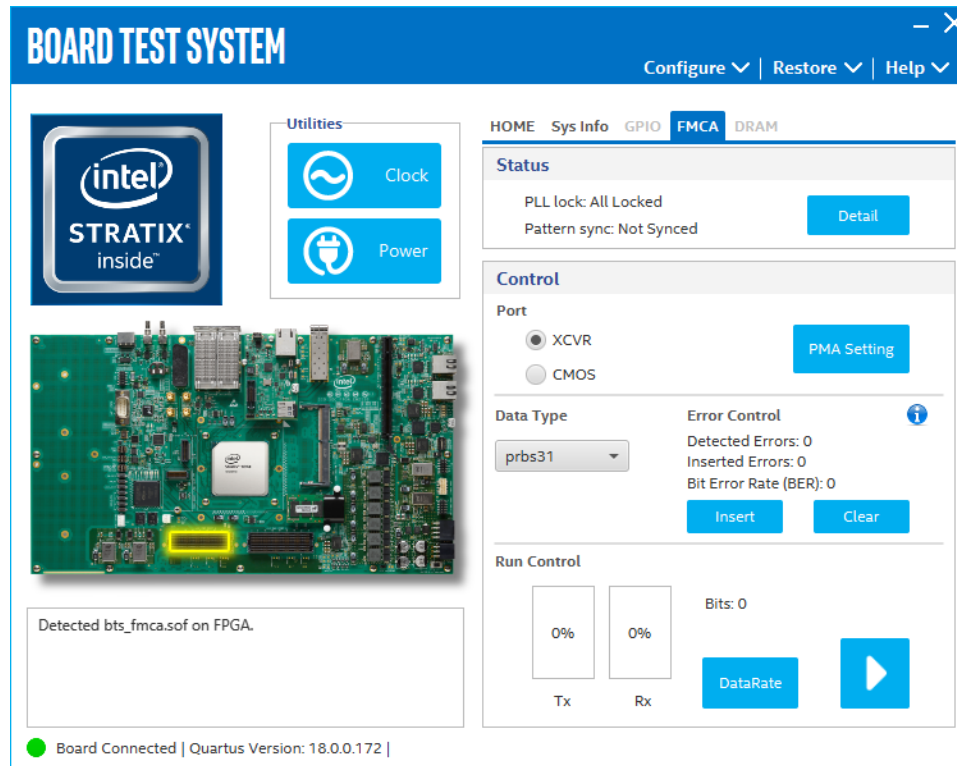 BOARD TEST SYSTEM
Configure | Restore | Help
intel
STRATIX
inside™
Utilities
Clock
Power
HOME Sys Info GPIO FMCA DRAM
Status
PLL lock: All Locked
Pattern sync: Not Synced
Detail
Control
Port
XCVR
CMOS
PMA Setting
Data Type
prbs31
Error Control
Detected Errors: 0
Inserted Errors: 0
Bit Error Rate (BER): 0
Insert Clear
Run Control
0% 0%
Tx Rx
Bits: 0
DataRate
Detected bts_fmca.sof on FPGA.
Board Connected | Quartus Version: 18.0.0.172 |